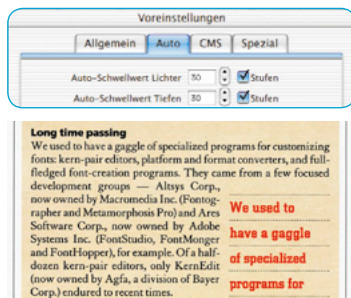 Voreinstellungen
Allgemein Auto CMS Spezial
Auto-Schwellwert Lichter 30 Stufen
Auto-Schwellwert Tiefen 30 Stufen
Long time passing
We used to have a gaggle of specialized programs for customizing
fonts: kern-pair editors, platform and format converters, and full-
fledged font-creation programs. They came from a few focused
development groups — Altsys Corp.,
now owned by Macromedia Inc. (Fontog-
rapher and Metamorphosis Pro) and Ares
Software Corp., now owned by Adobe
Systems Inc. (FontStudio, FontMonger
and FontHopper), for example. Of a half-
dozen kern-pair editors, only KernEdit
(now owned by Agfa, a division of Bayer
Corp.) endured to recent times.
We used to
have a gaggle
of specialized
programs for